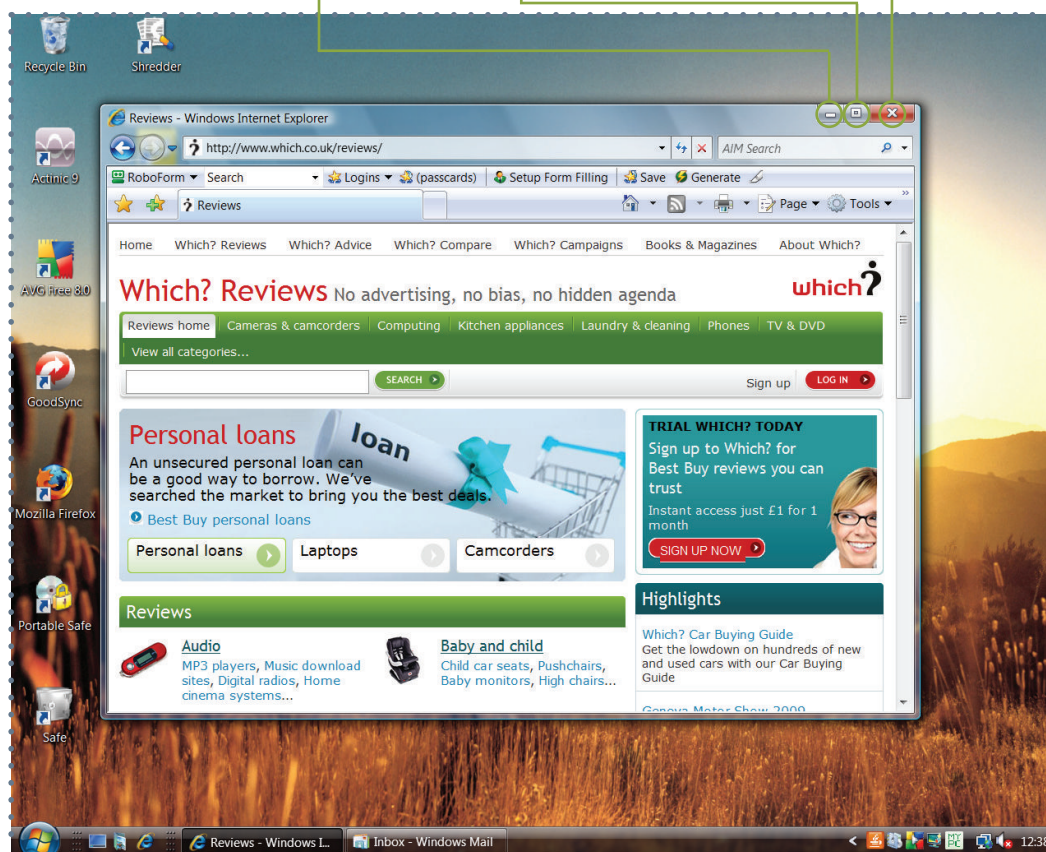 Recycle Bin
Shredder
Actinic 9
AVG Free 8.0
GoodSync
Mozilla Firefox
Portable Safe
Safe
Reviews - Windows Internet Explorer
http://www.which.co.uk/reviews/
AIM Search
RoboForm Search Logins (passcards) Setup Form Filling Save Generate
Reviews
Page Tools
Home Which? Reviews Which? Advice Which? Compare Which? Campaigns Books & Magazines About Which?
Which? Reviews No advertising, no bias, no hidden agenda
which?
Reviews home Cameras & camcorders Computing Kitchen appliances Laundry & cleaning Phones TV & DVD
View all categories...
SEARCH
Sign up LOG IN
Personal loans
An unsecured personal loan can
be a good way to borrow. We've
searched the market to bring you the best deals.
Best Buy personal loans
loan
Personal loans Laptops Camcorders
TRIAL WHICH? TODAY
Sign up to Which? for
Best Buy reviews you can
trust
Instant access just £1 for 1
month
SIGN UP NOW
Reviews
Audio
MP3 players, Music download
sites, Digital radios, Home
cinema systems...
Baby and child
Child car seats, Pushchairs,
Baby monitors, High chairs...
Highlights
Which? Car Buying Guide
Get the lowdown on hundreds of new
and used cars with our Car Buying
Guide
Geneva Motor Show 2009
Reviews - Windows I...
Inbox - Windows Mail
MY PC
12:38